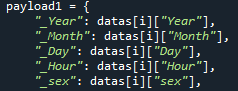 payload1 = {
"_Year": datas[i]["Year"],
"_Month": datas[i]["Month"],
"_Day": datas[i]["Day"],
"_Hour": datas[i]["Hour"],
"_sex": datas[i]["sex"],